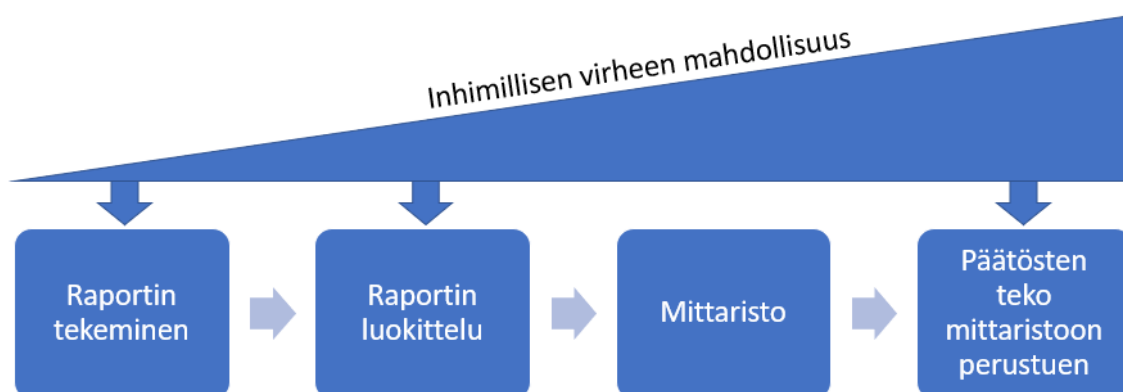 Inhimillisen virheen mahdollisuus
Raportin
tekeminen
Raportin
luokittelu
Mittaristo
Päätösten
teko
mittaristoon
perustuen